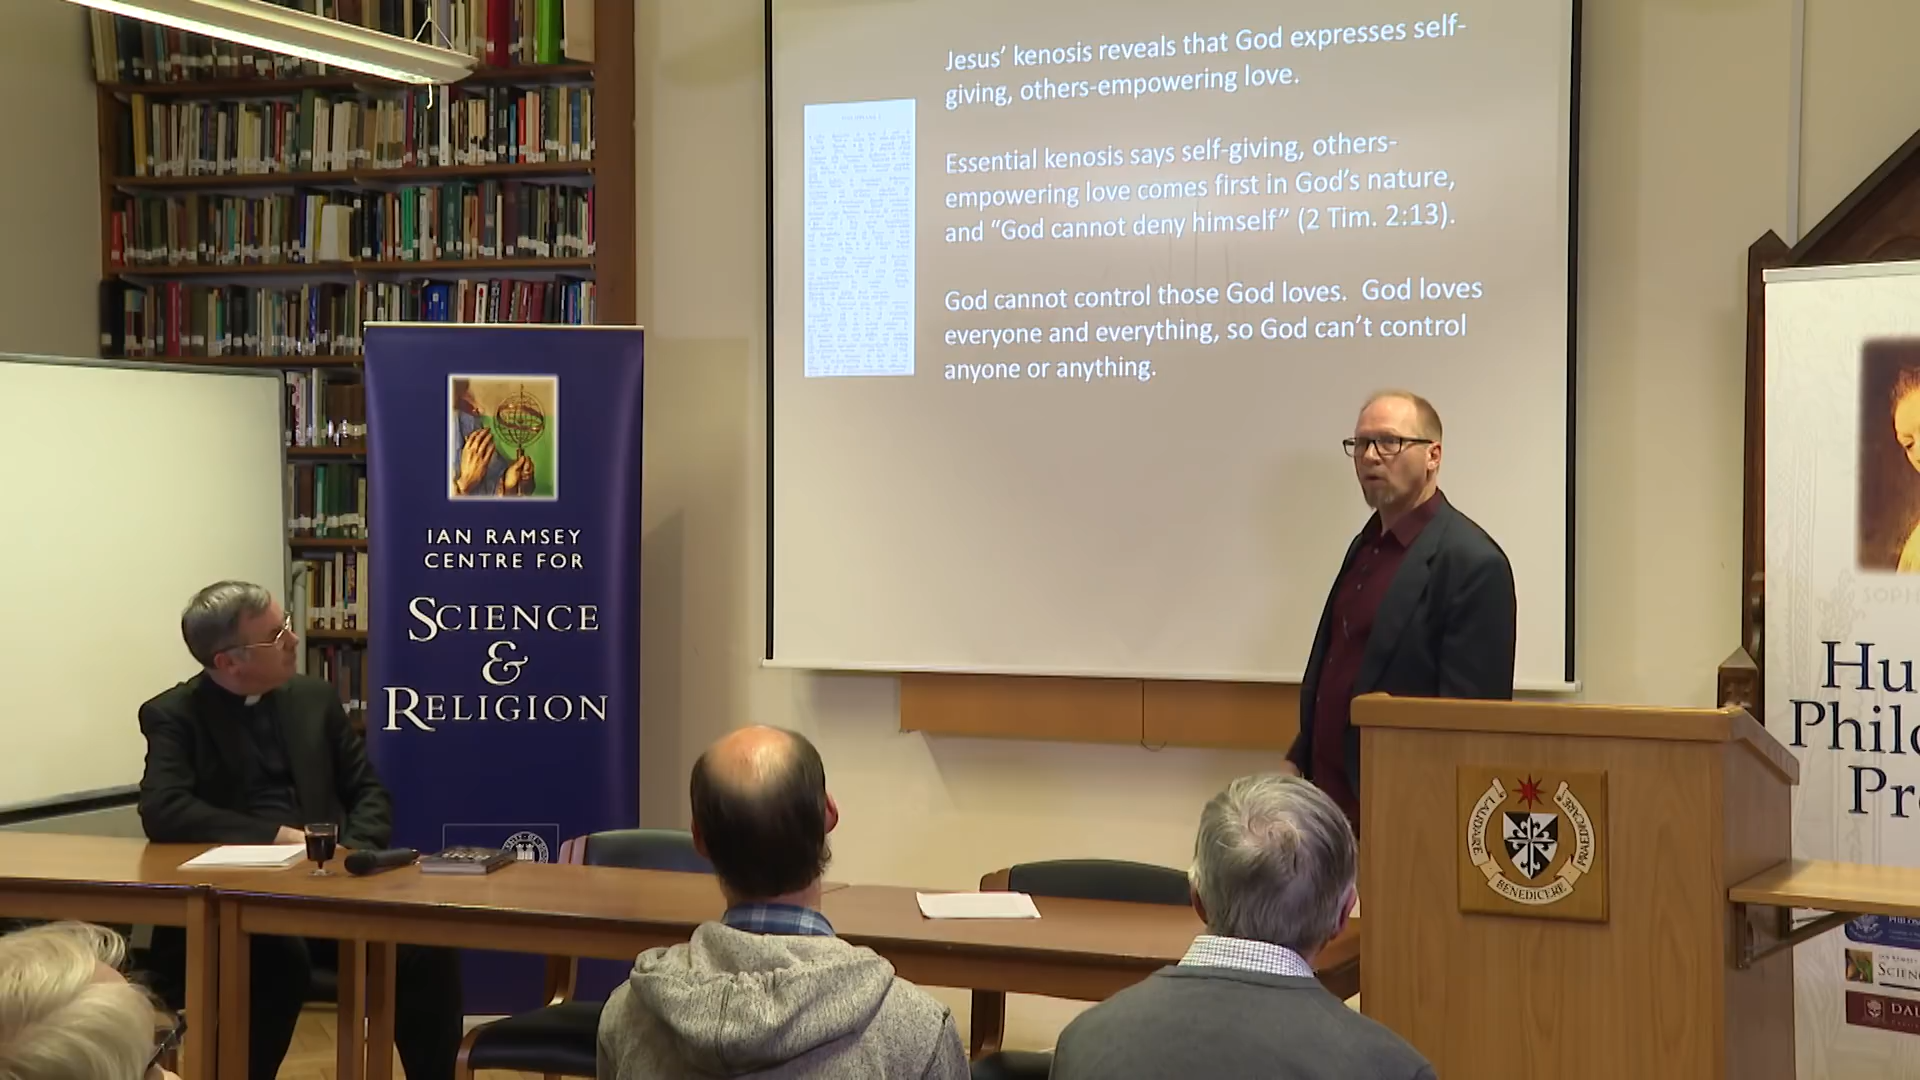 Jesus’ kenosis reveals that God expresses self-
giving, others-empowering love.
Essential kenosis says self-giving, others-
empowering love comes first in God’s nature,
and “God cannot deny himself” (2 Tim. 2:13).
God cannot control those God loves. God loves
everyone and everything, so God can’t control
anyone or anything.
IAN RAMSEY
CENTRE FOR
SCIENCE
&
RELIGION
LAUDARE
BENEDICERE
PRAEDICARE
SOPH
Hu
Philo
Pr
SCIEN
DAL